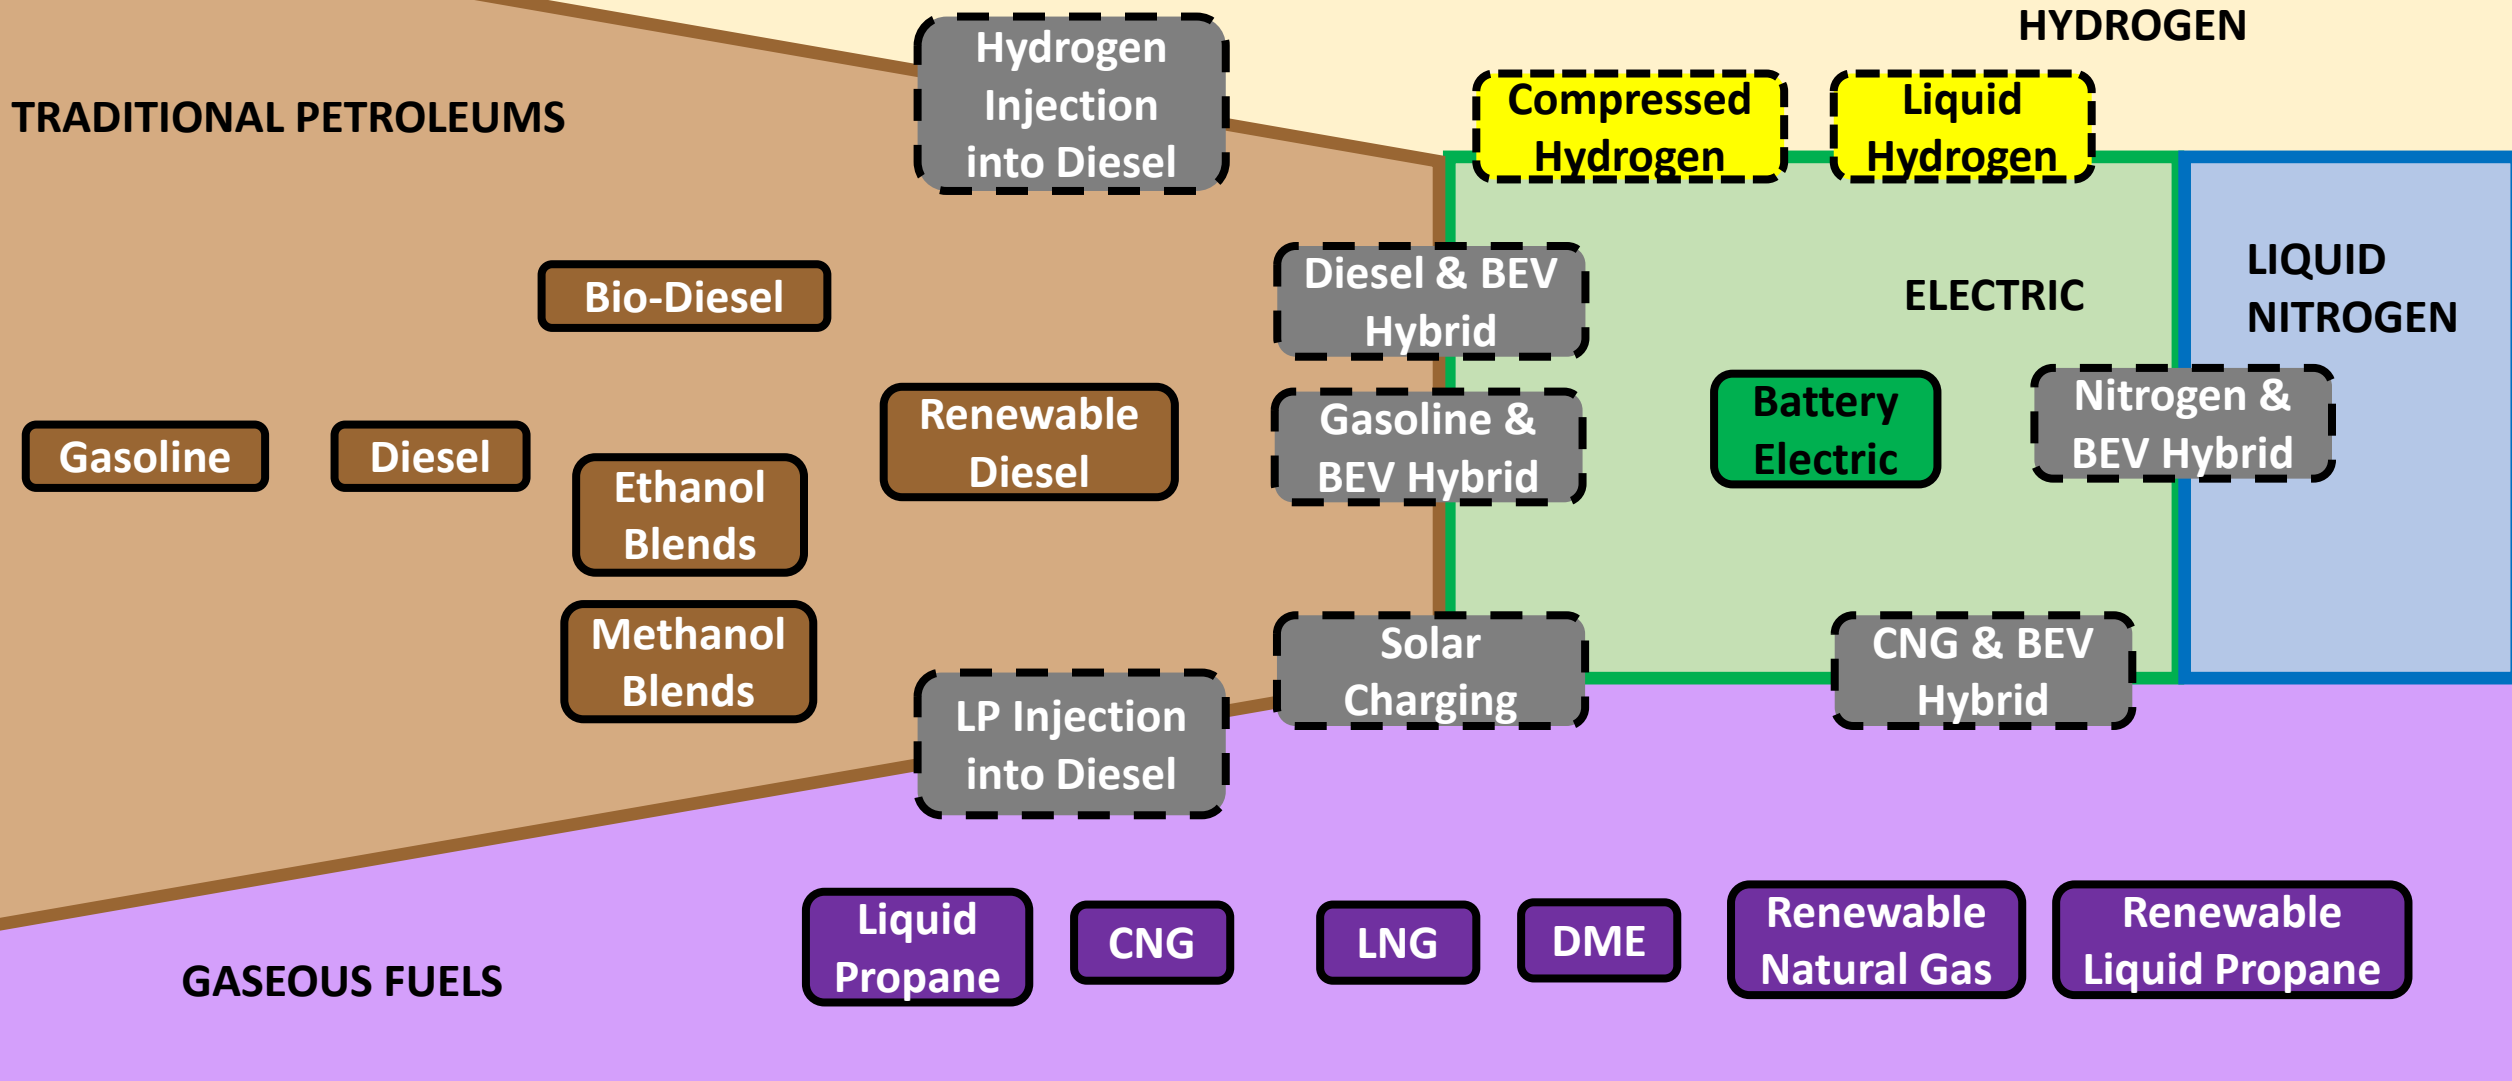 HYDROGEN
Hydrogen
Injection
into Diesel
TRADITIONAL PETROLEUMS
Compressed
Hydrogen
Liquid
Hydrogen
Bio-Diesel
Diesel & BEV
Hybrid
ELECTRIC
LIQUID
NITROGEN
Gasoline
Diesel
Ethanol
Blends
Renewable
Diesel
Gasoline &
BEV Hybrid
Battery
Electric
Nitrogen &
BEV Hybrid
Methanol
Blends
LP Injection
into Diesel
Solar
Charging
CNG & BEV
Hybrid
GASEOUS FUELS
Liquid
Propane
CNG
LNG
DME
Renewable
Natural Gas
Renewable
Liquid Propane